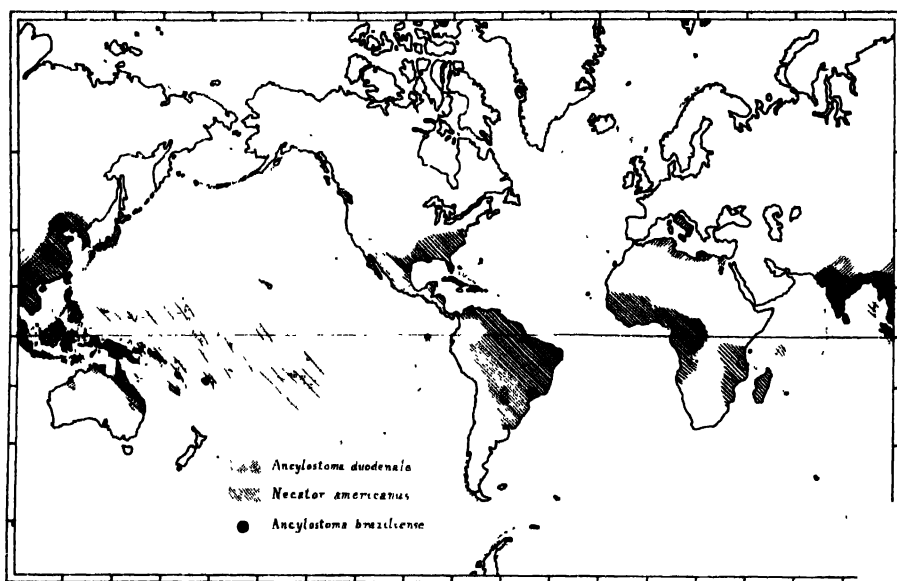 Ancylostoma duodenale
Necator americanus
Ancylostoma braziliense